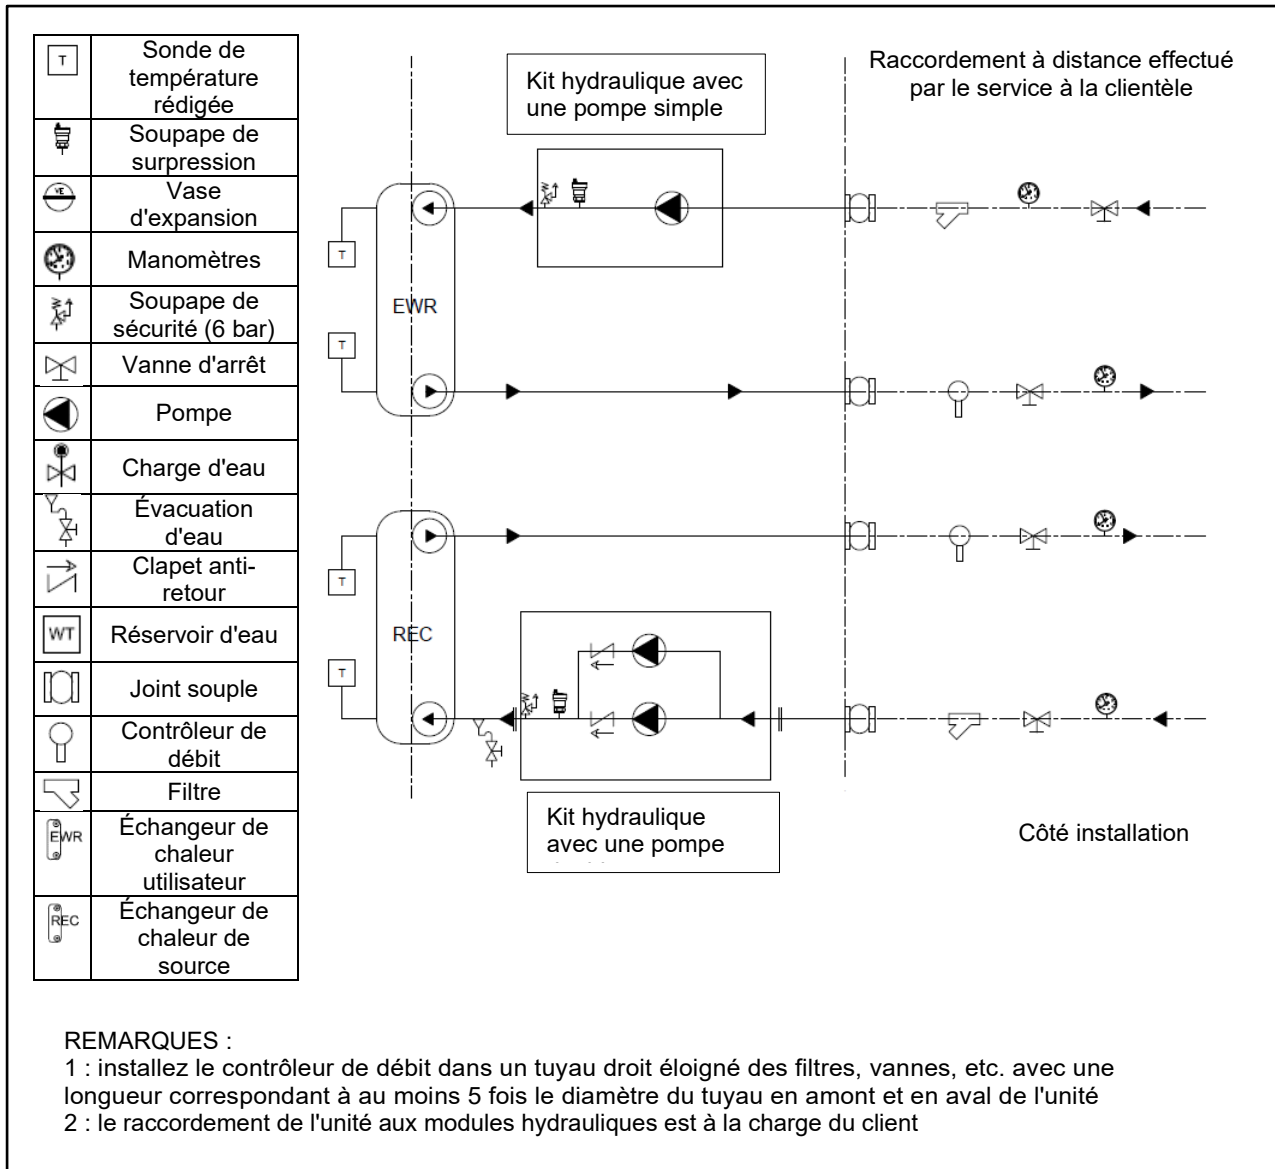 T
Sonde de
température
rédigée
Soupape de
surpression
VE
Vase
d'expansion
Manomètres
Soupape de
sécurité (6 bar)
Vanne d'arrêt
Pompe
Charge d'eau
Évacuation
d'eau
Clapet anti-
retour
WT
Réservoir d'eau
Joint souple
Contrôleur de
débit
Filtre
EWR
Échangeur de
chaleur
utilisateur
REC
Échangeur de
chaleur de
source
Kit hydraulique avec
une pompe simple
Raccordement à distance effectué
par le service à la clientèle
T
EWR
T
T
REC
T
Kit hydraulique
avec une pompe
Côté installation
REMARQUES :
1 : installez le contrôleur de débit dans un tuyau droit éloigné des filtres, vannes, etc. avec une
longueur correspondant à au moins 5 fois le diamètre du tuyau en amont et en aval de l'unité
2 : le raccordement de l'unité aux modules hydrauliques est à la charge du client